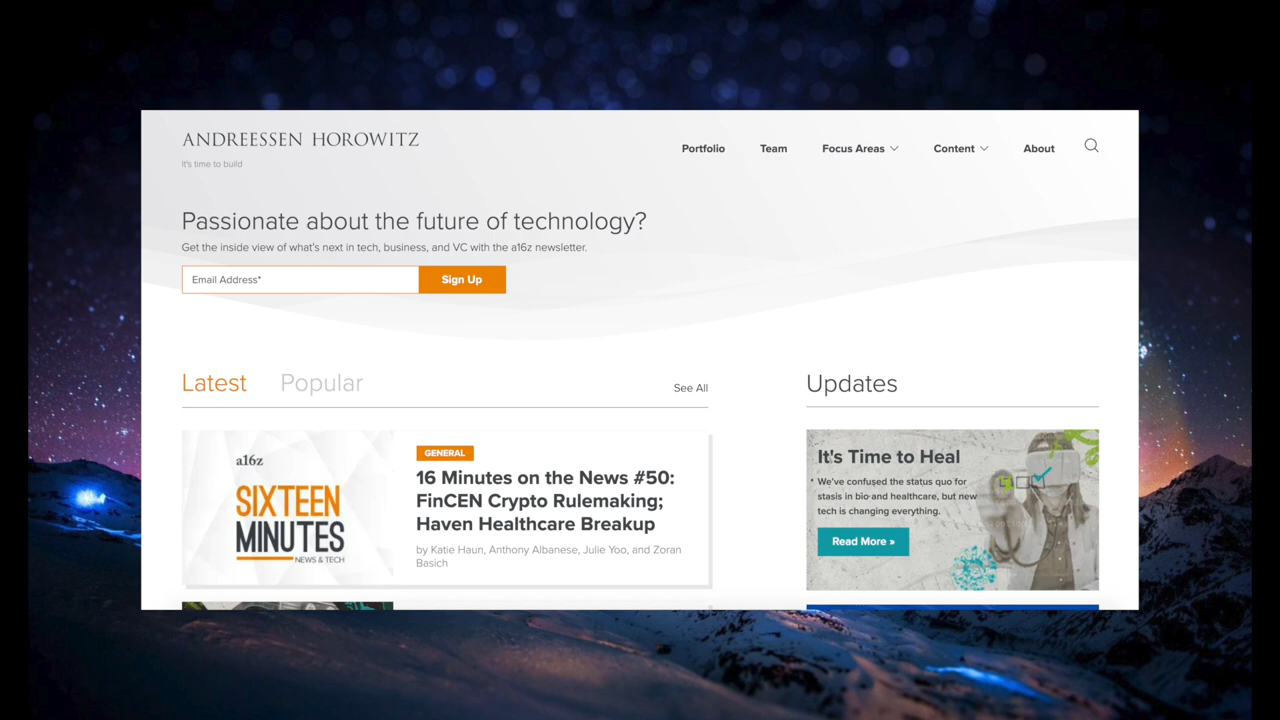 ANDREESSEN HOROWITZ
It's time to build
Portfolio
Team
Focus Areas
Content
About
Passionate about the future of technology?
Get the inside view of what's next in tech, business, and VC with the a16z newsletter.
Email Address*
Sign Up
Latest
Popular
See All
a16z
SIXTEEN
MINUTES
NEWS & TECH
GENERAL
16 Minutes on the News #50:
FinCEN Crypto Rulemaking;
Haven Healthcare Breakup
by Katie Haun, Anthony Albanese, Julie Yoo, and Zoran
Basich
Updates
It's Time to Heal
We've confused the status quo for
stasis in bio and healthcare, but new
tech is changing everything.
Read More »